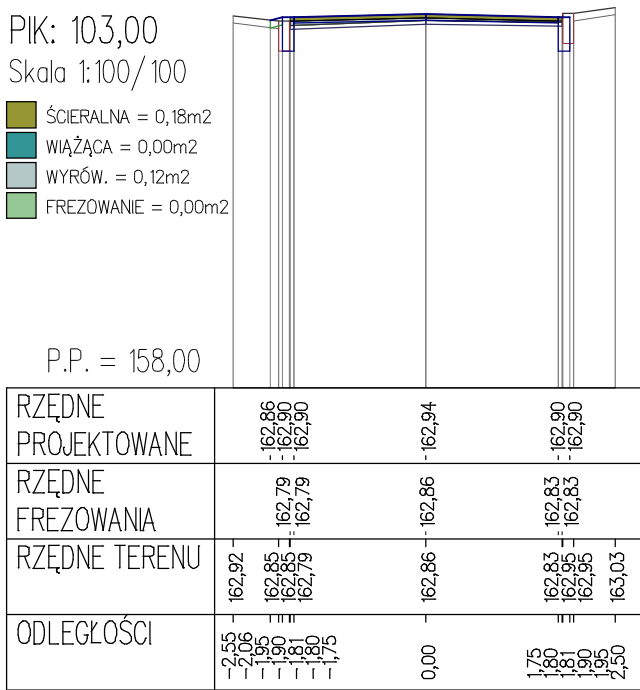 PIK: 103,00
Skala 1:100/100
ŚCIERALNA = 0,18m2
WIĄŻĄCA = 0,00m2
WYRÓW. = 0,12m2
FREZOWANIE = 0,00m2
P.P. = 158,00
RZĘDNE PROJEKTOWANE
162,86 162,90 162,90 162,94 162,90 162,90
RZĘDNE FREZOWANIA
162,79 162,79 162,86 162,83 162,83
RZĘDNE TERENU
162,92 162,85 162,85 162,79 162,86 162,83 162,95 162,95 163,03
ODLEGŁOŚCI
-2,55 -2,06 -1,95 -1,90 -1,81 -1,80 -1,75 0,00 1,75 1,80 1,81 1,90 1,95 2,50